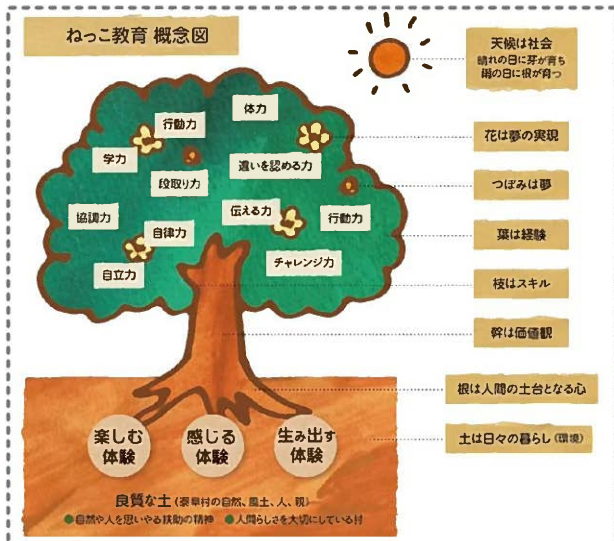 ねっこ教育 概念図
天候は社会
晴れの日に芽が育ち
雨の日に根が育つ
行動力
体力
花は夢の実現
学力
違いを認める力
段取り力
つぼみは夢
協調力
伝える力
行動力
自律力
葉は経験
自立力
チャレンジ力
枝はスキル
幹は価値観
根は人間の土台となる心
楽しむ
体験
感じる
体験
生み出す
体験
土は日々の暮らし(環境)
良質な土(泰阜村の自然、風土、人、親)
●自然や人を思いやる扶助の精神 ●人間らしさを大切にしている村